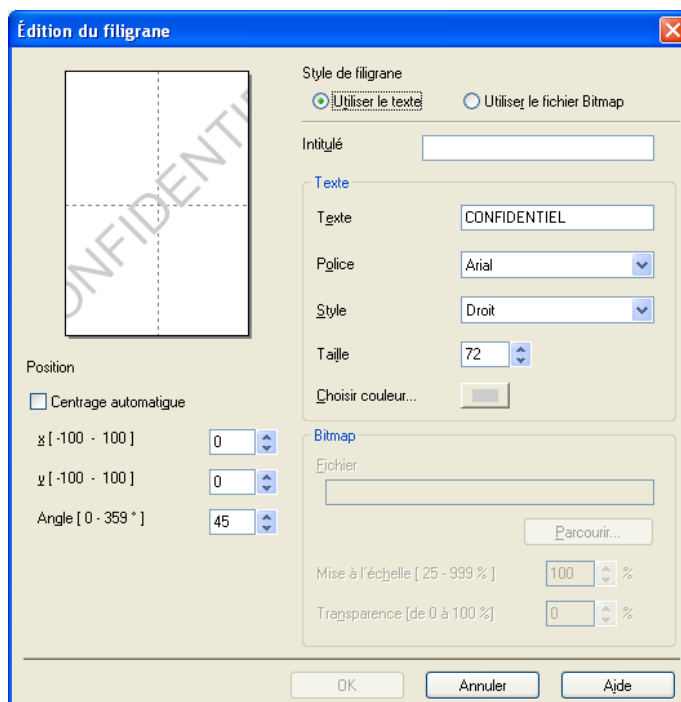 Édition du filigrane
ONFIDENTI
Style de filigrane
Utiliser le texte
Utiliser le fichier Bitmap
Intitulé
Texte
Texte
CONFIDENTIEL
Police
Arial
Style
Droit
Taille
72
Choisir couleur...
Position
Centrage automatique
x [ -100 - 100 ]
0
y [ -100 - 100 ]
0
Angle [ 0 - 359 ° ]
45
Bitmap
Fichier
Parcourir...
Mise à l'échelle [ 25 - 999 % ]
100
%
Transparence [de 0 à 100 %]
0
%
OK
Annuler
Aide